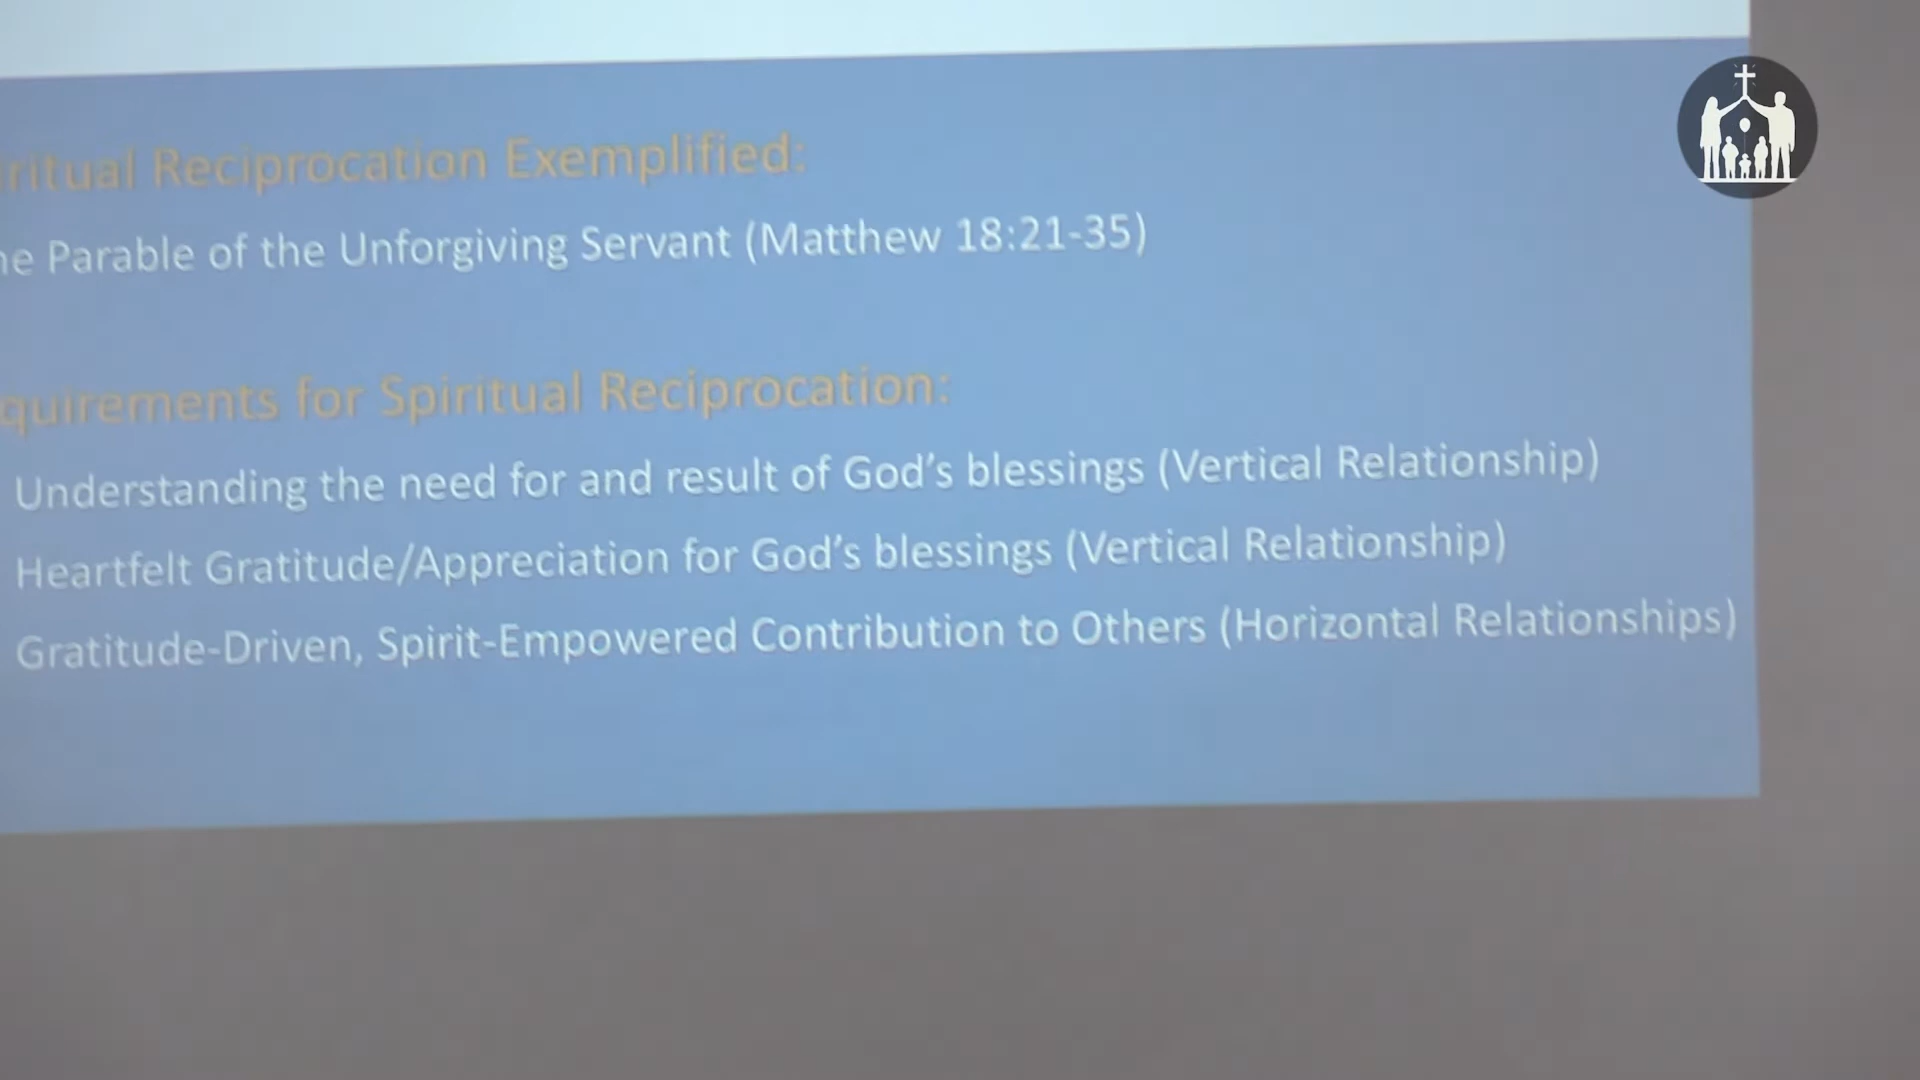 ritual Reciprocation Exemplified:
he Parable of the Unforgiving Servant (Matthew 18:21-35)
quirements for Spiritual Reciprocation:
Understanding the need for and result of God's blessings (Vertical Relationship)
Heartfelt Gratitude/Appreciation for God's blessings (Vertical Relationship)
Gratitude-Driven, Spirit-Empowered Contribution to Others (Horizontal Relationships)